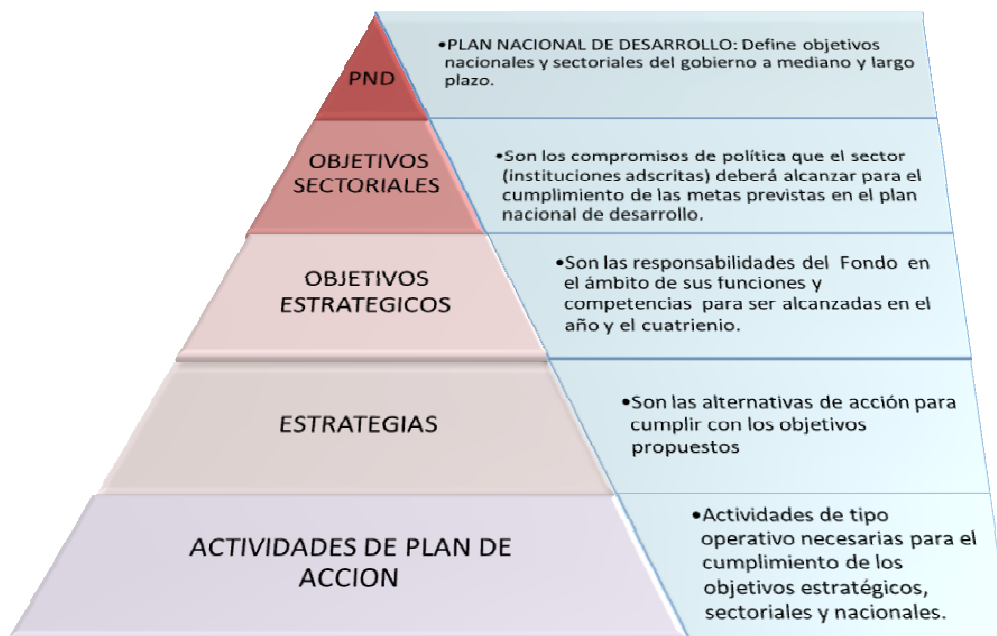 PND
•PLAN NACIONAL DE DESARROLLO: Define objetivos
nacionales y sectoriales del gobierno a mediano y largo
plazo.
OBJETIVOS
SECTORIALES
•Son los compromisos de política que el sector
(instituciones adscritas) deberá alcanzar para el
cumplimiento de las metas previstas en el plan
nacional de desarrollo.
OBJETIVOS
ESTRATEGICOS
•Son las responsabilidades del Fondo en
el ámbito de sus funciones y
competencias para ser alcanzadas en el
año y el cuatrienio.
ESTRATEGIAS
•Son las alternativas de acción para
cumplir con los objetivos
propuestos
ACTIVIDADES DE PLAN DE
ACCION
•Actividades de tipo
operativo necesarias para el
cumplimiento de los
objetivos estratégicos,
sectoriales y nacionales.